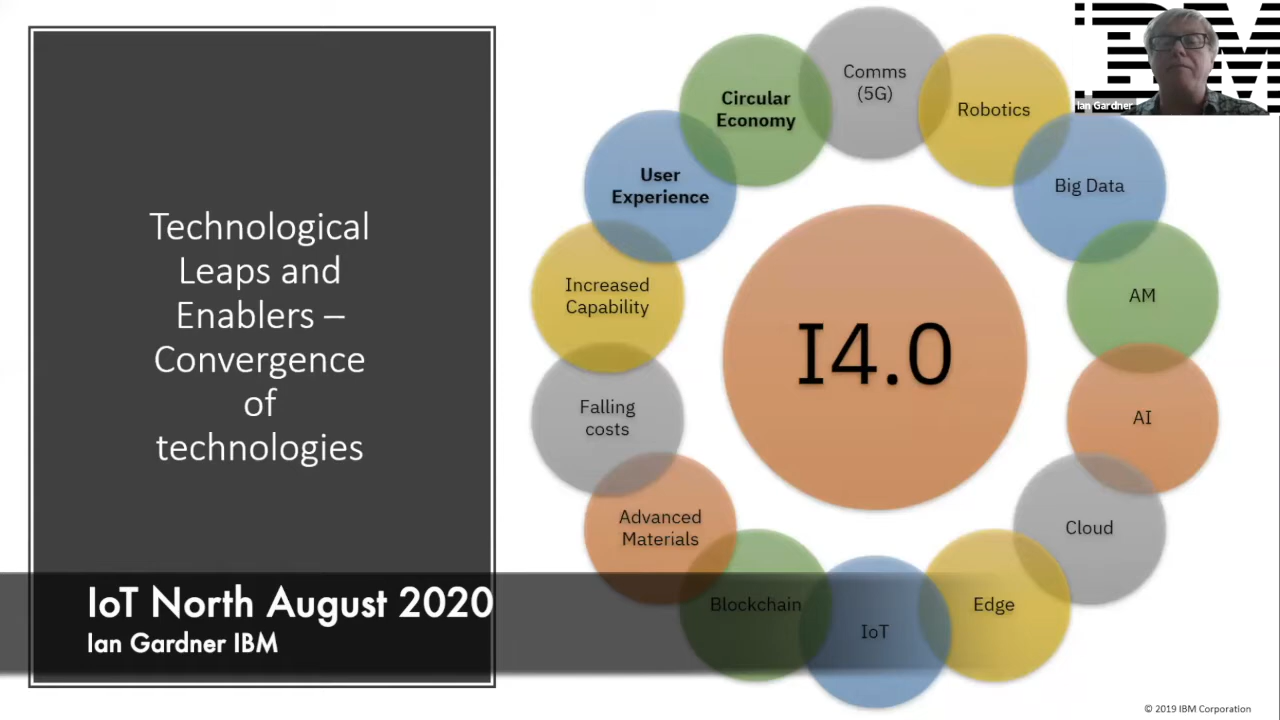 Technological
Leaps and
Enablers –
Convergence
of
technologies
IoT North August 2020
Ian Gardner IBM
Comms
(5G)
Robotics
Big Data
AM
AI
Cloud
Edge
IoT
Blockchain
Advanced
Materials
Falling
costs
Increased
Capability
User
Experience
Circular
Economy
I4.0
IBM
Ian Gardner
© 2019 IBM Corporation